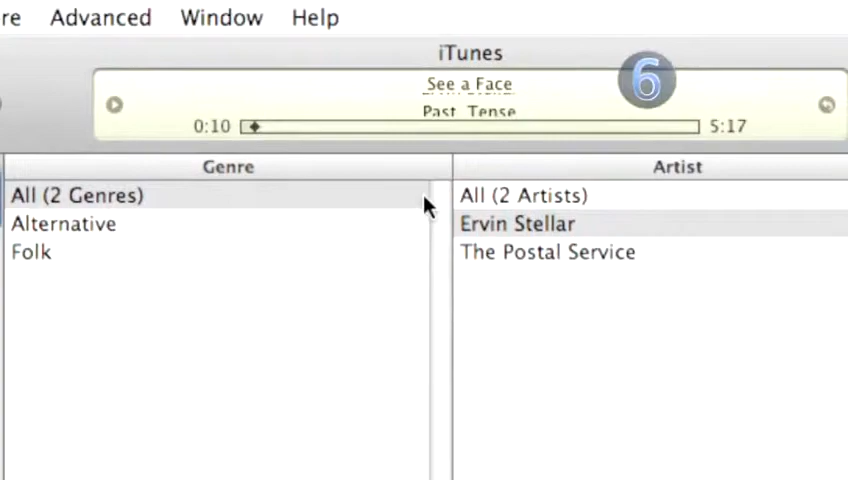 re Advanced Window Help
iTunes
See a Face
6
Past Tense
0:10 5:17
Genre Artist
All (2 Genres) All (2 Artists)
Alternative Ervin Stellar
Folk The Postal Service